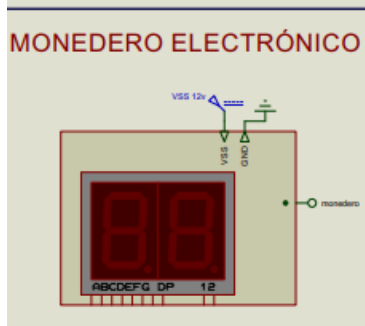 MONEDERO ELECTRÓNICO
VSS 12v
VSS
GND
monedero
ABCDEFG DP 12